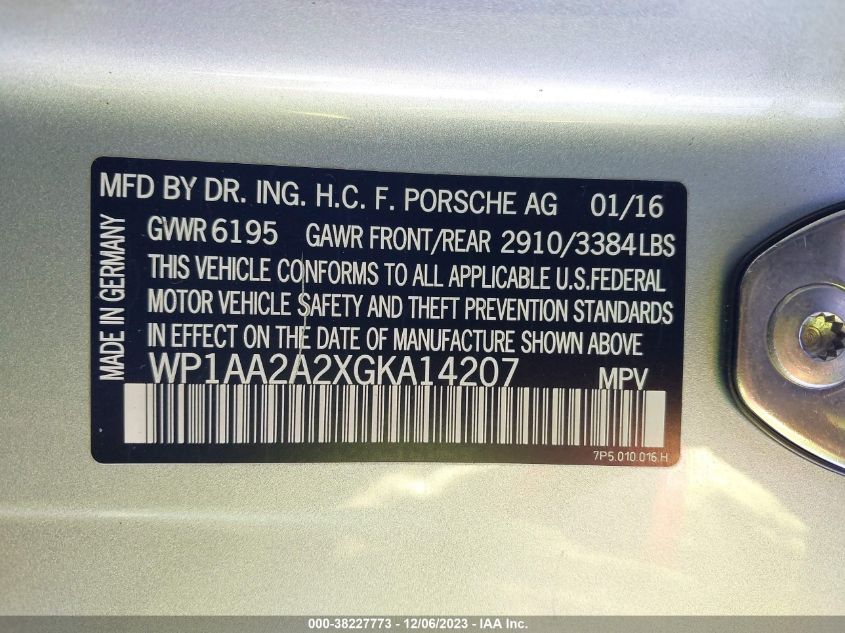 MFD BY DR. ING. H.C. F. PORSCHE AG 01/16
GVWR 6195 GAWR FRONT/REAR 2910/3384 LBS
THIS VEHICLE CONFORMS TO ALL APPLICABLE U.S.FEDERAL
MOTOR VEHICLE SAFETY AND THEFT PREVENTION STANDARDS
IN EFFECT ON THE DATE OF MANUFACTURE SHOWN ABOVE
WP1AA2A2XGKA14207 MPV
MADE IN GERMANY
7P5.010.016.H
000-38227773 - 12/06/2023 - IAA Inc.